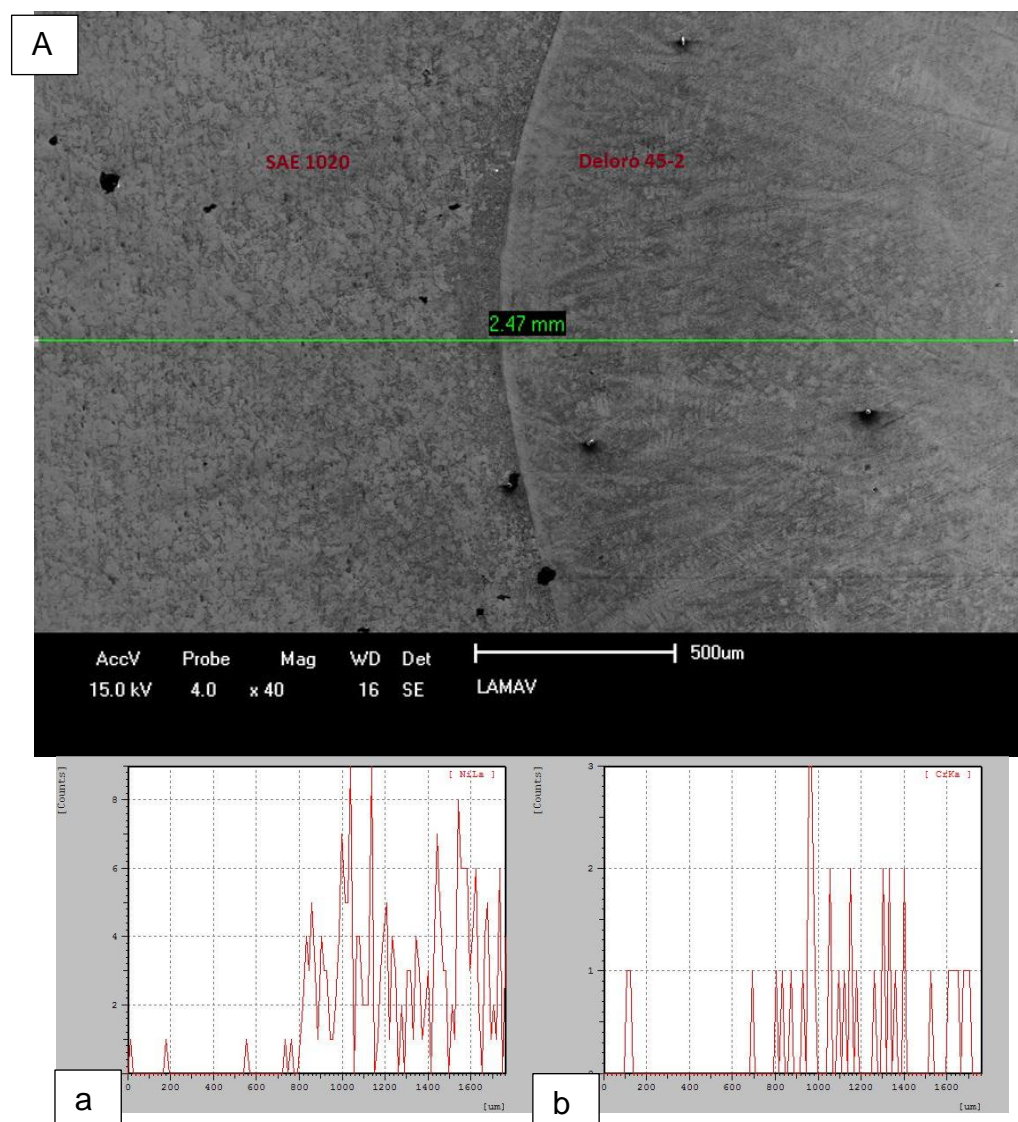 A
SAE 1020
Deloro 45-2
2.47 mm
AccV Probe Mag WD Det
15.0 kV 4.0 x 40 16 SE
500um
LAMAV
[ NiLa ]
[Counts]
8
6
4
2
0 200 400 600 800 1000 1200 1400 1600
[um]
a
[ CrKa ]
[Counts]
3
2
1
0
0 200 400 600 800 1000 1200 1400 1600
[um]
b